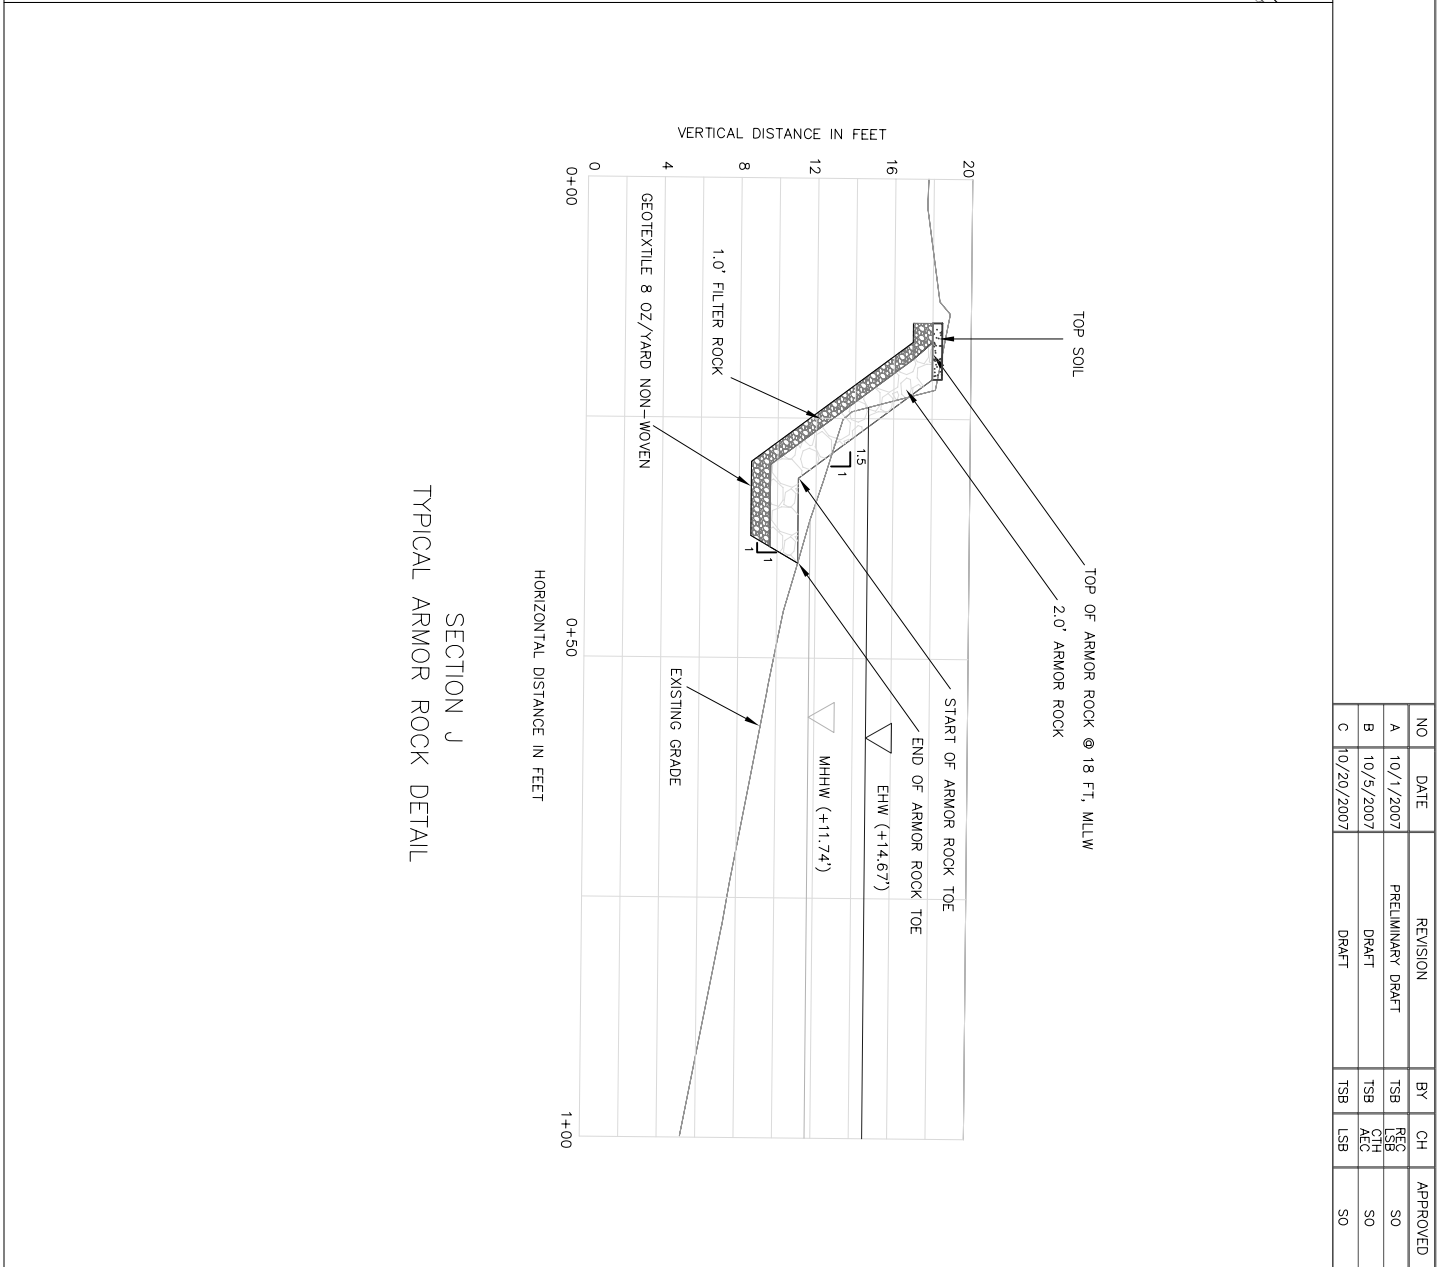 NO DATE REVISION BY CH APPROVED
A 10/1/2007 PRELIMINARY DRAFT TSB REC LSB SO
B 10/5/2007 DRAFT TSB CTH AEC SO
C 10/20/2007 DRAFT TSB LSB SO
TOP SOIL
TOP OF ARMOR ROCK @ 18 FT, MLLW
2.0' ARMOR ROCK
START OF ARMOR ROCK TOE
END OF ARMOR ROCK TOE
EHW (+14.67')
MHHW (+11.74')
VERTICAL DISTANCE IN FEET
20
16
12
8
4
0
1.5
1
1
1
1.0' FILTER ROCK
GEOTEXTILE 8 OZ/YARD NON-WOVEN
EXISTING GRADE
0+00
0+50
1+00
HORIZONTAL DISTANCE IN FEET
SECTION J
TYPICAL ARMOR ROCK DETAIL